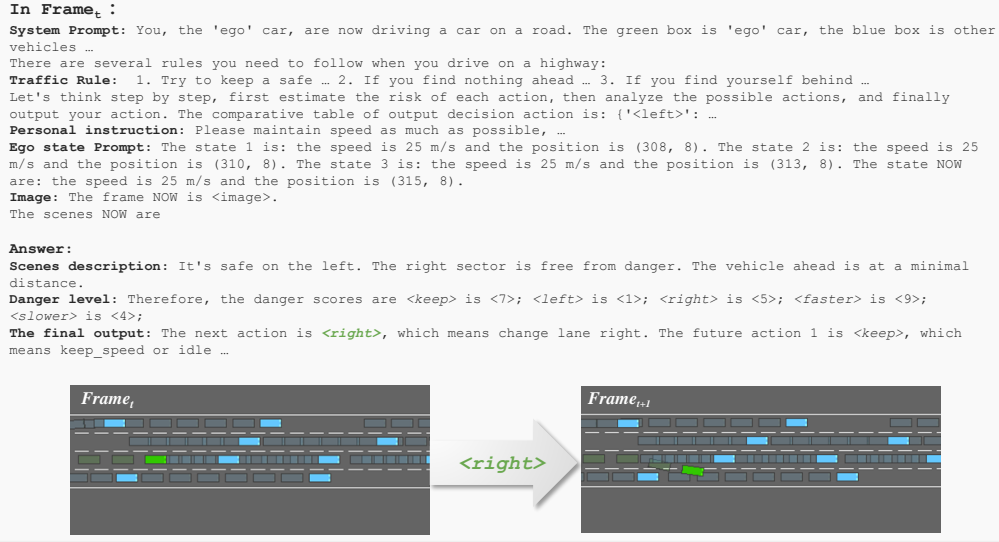 In Frame_t :
System Prompt: You, the 'ego' car, are now driving a car on a road. The green box is 'ego' car, the blue box is other
vehicles …
There are several rules you need to follow when you drive on a highway:
Traffic Rule: 1. Try to keep a safe … 2. If you find nothing ahead … 3. If you find yourself behind …
Let's think step by step, first estimate the risk of each action, then analyze the possible actions, and finally
output your action. The comparative table of output decision action is: {'<left>': …
Personal instruction: Please maintain speed as much as possible, …
Ego state Prompt: The state 1 is: the speed is 25 m/s and the position is (308, 8). The state 2 is: the speed is 25
m/s and the position is (310, 8). The state 3 is: the speed is 25 m/s and the position is (313, 8). The state NOW
are: the speed is 25 m/s and the position is (315, 8).
Image: The frame NOW is <image>.
The scenes NOW are
Answer:
Scenes description: It's safe on the left. The right sector is free from danger. The vehicle ahead is at a minimal
distance.
Danger level: Therefore, the danger scores are <keep> is <7>; <left> is <1>; <right> is <5>; <faster> is <9>;
<slower> is <4>;
The final output: The next action is <right>, which means change lane right. The future action 1 is <keep>, which
means keep_speed or idle …
Frame_t
<right>
Frame_t+1